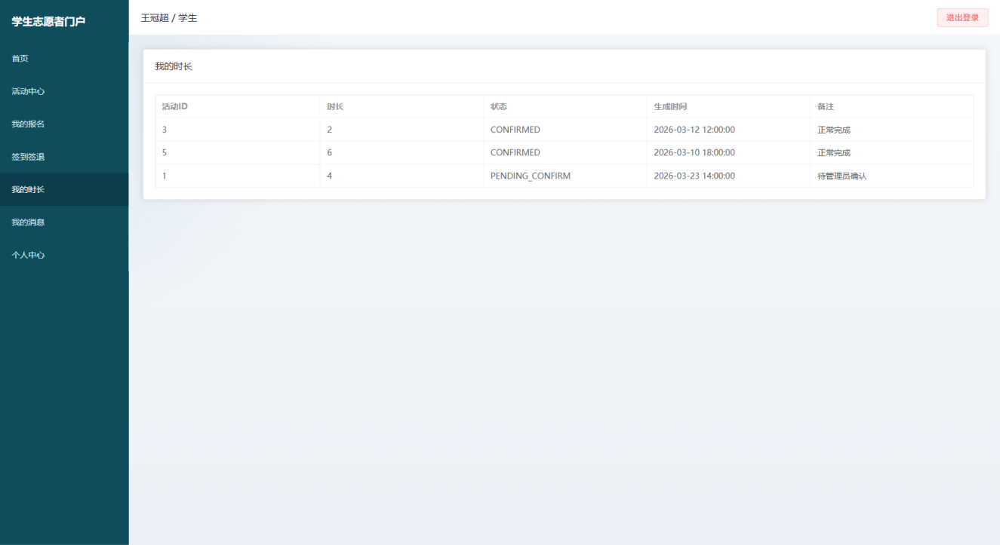 学生志愿者门户
首页
活动中心
我的报名
签到签退
我的时长
我的消息
个人中心
王冠超 / 学生
退出登录
我的时长
活动ID 时长 状态 生成时间 备注
3 2 CONFIRMED 2026-03-12 12:00:00 正常完成
5 6 CONFIRMED 2026-03-10 18:00:00 正常完成
1 4 PENDING_CONFIRM 2026-03-23 14:00:00 待管理员确认